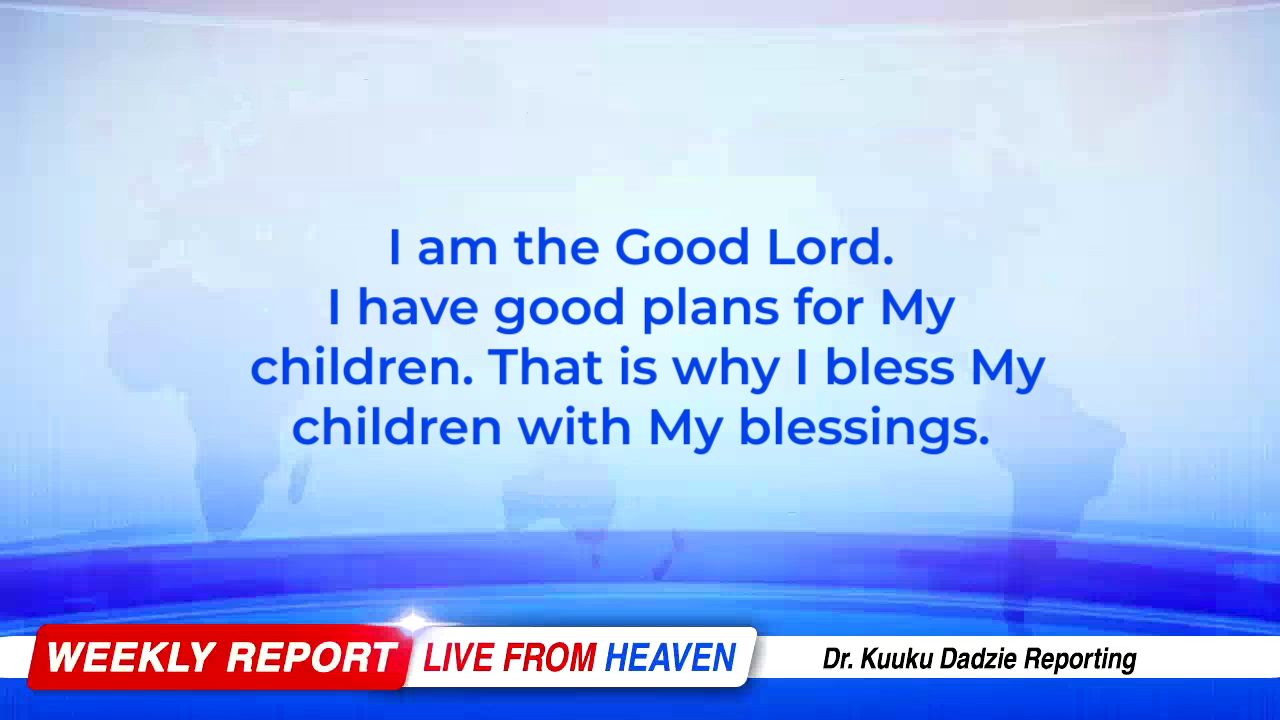 I am the Good Lord.
I have good plans for My
children. That is why I bless My
children with My blessings.
WEEKLY REPORT LIVE FROM HEAVEN Dr. Kuuku Dadzie Reporting